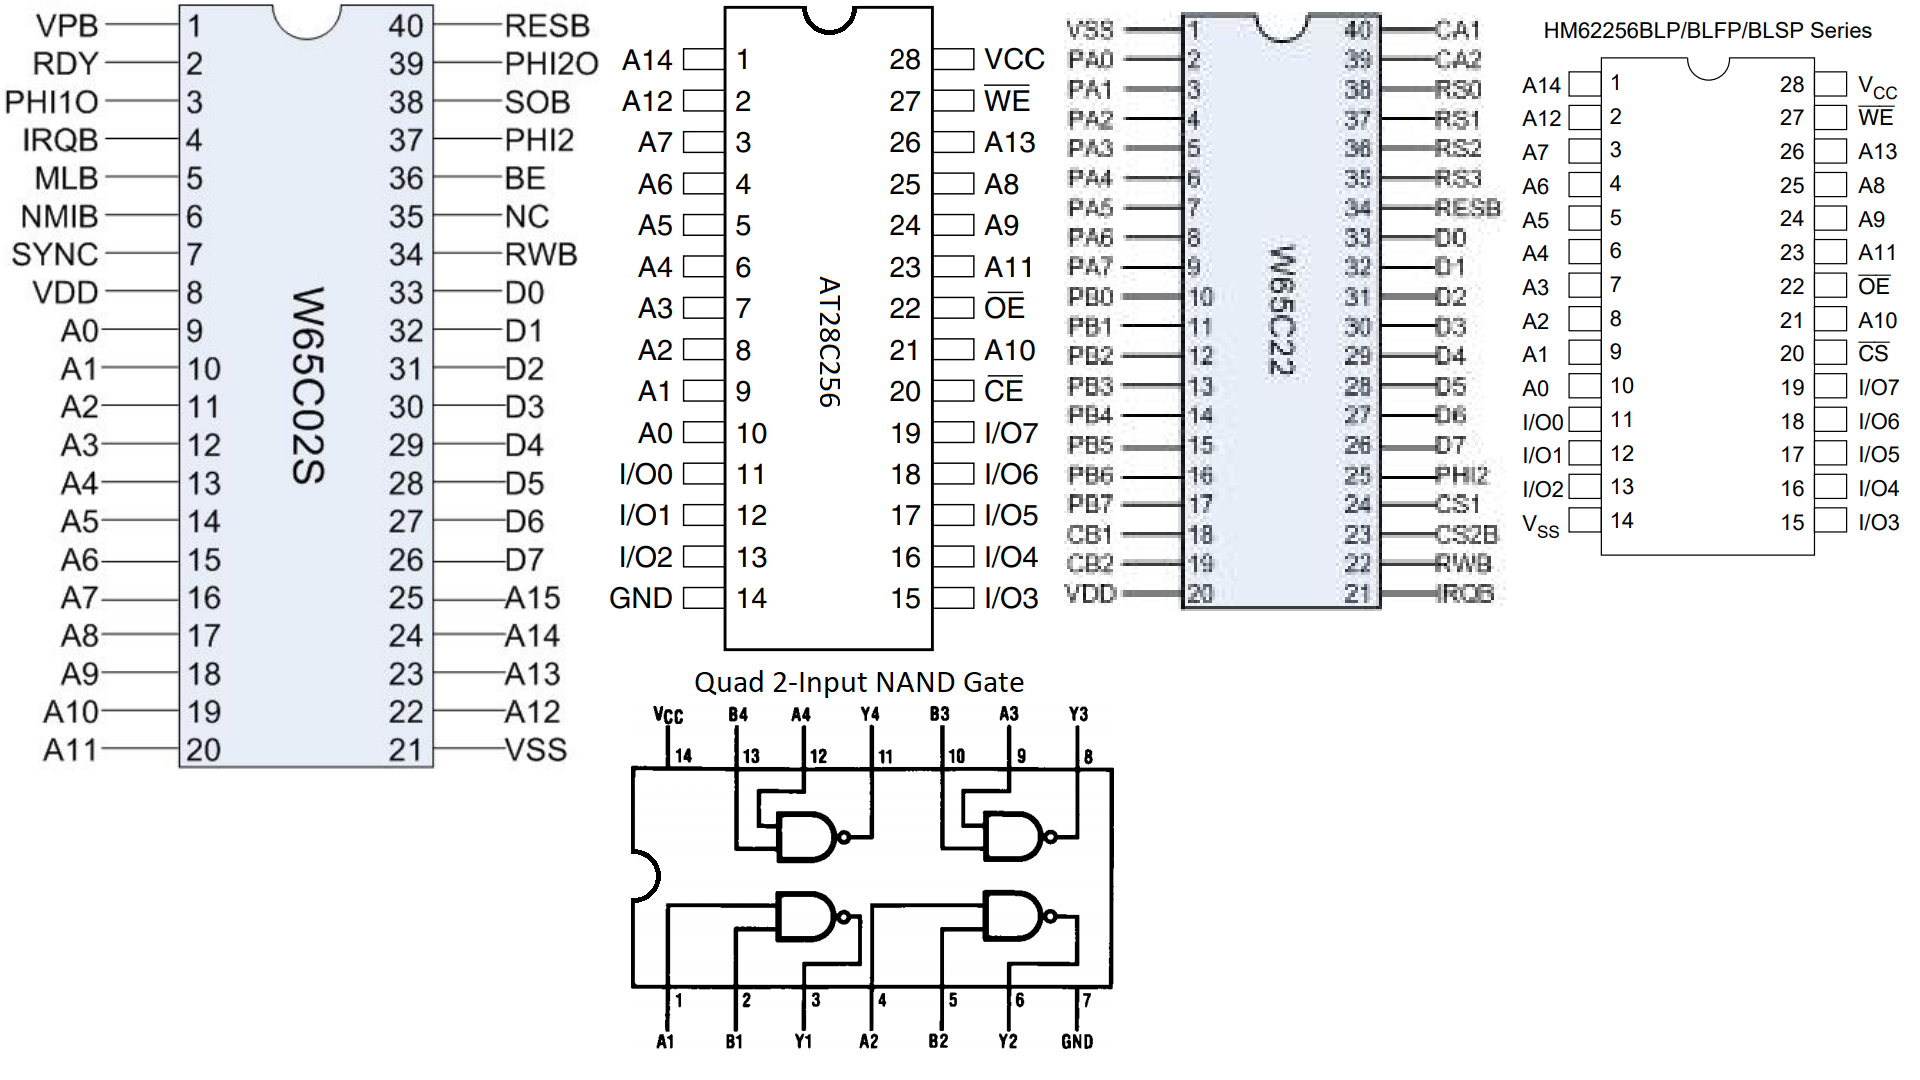 VPB 1 40 RESB
RDY 2 39 PHI2O
PHI1O 3 38 SOB
IRQB 4 37 PHI2
MLB 5 36 BE
NMIB 6 35 NC
SYNC 7 34 RWB
VDD 8 33 D0
A0 9 32 D1
A1 10 31 D2
A2 11 30 D3
A3 12 29 D4
A4 13 28 D5
A5 14 27 D6
A6 15 26 D7
A7 16 25 A15
A8 17 24 A14
A9 18 23 A13
A10 19 22 A12
A11 20 21 VSS
W65C02S
A14 1 28 VCC
A12 2 27 WE
A7 3 26 A13
A6 4 25 A8
A5 5 24 A9
A4 6 23 A11
A3 7 22 OE
A2 8 21 A10
A1 9 20 CE
A0 10 19 I/O7
I/O0 11 18 I/O6
I/O1 12 17 I/O5
I/O2 13 16 I/O4
GND 14 15 I/O3
AT28C256
VSS 1 40 CA1
PA0 2 39 CA2
PA1 3 38 RS0
PA2 4 37 RS1
PA3 5 36 RS2
PA4 6 35 RS3
PA5 7 34 RESB
PA6 8 33 D0
PA7 9 32 D1
PB0 10 31 D2
PB1 11 30 D3
PB2 12 29 D4
PB3 13 28 D5
PB4 14 27 D6
PB5 15 26 D7
PB6 16 25 PHI2
PB7 17 24 CS1
CB1 18 23 CS2B
CB2 19 22 RWB
VDD 20 21 IRQB
W65C22
HM62256BLP/BLFP/BLSP Series
A14 1 28 VCC
A12 2 27 WE
A7 3 26 A13
A6 4 25 A8
A5 5 24 A9
A4 6 23 A11
A3 7 22 OE
A2 8 21 A10
A1 9 20 CS
A0 10 19 I/O7
I/O0 11 18 I/O6
I/O1 12 17 I/O5
I/O2 13 16 I/O4
VSS 14 15 I/O3
Quad 2-Input NAND Gate
VCC B4 A4 Y4 B3 A3 Y3
14 13 12 11 10 9 8
1 2 3 4 5 6 7
A1 B1 Y1 A2 B2 Y2 GND